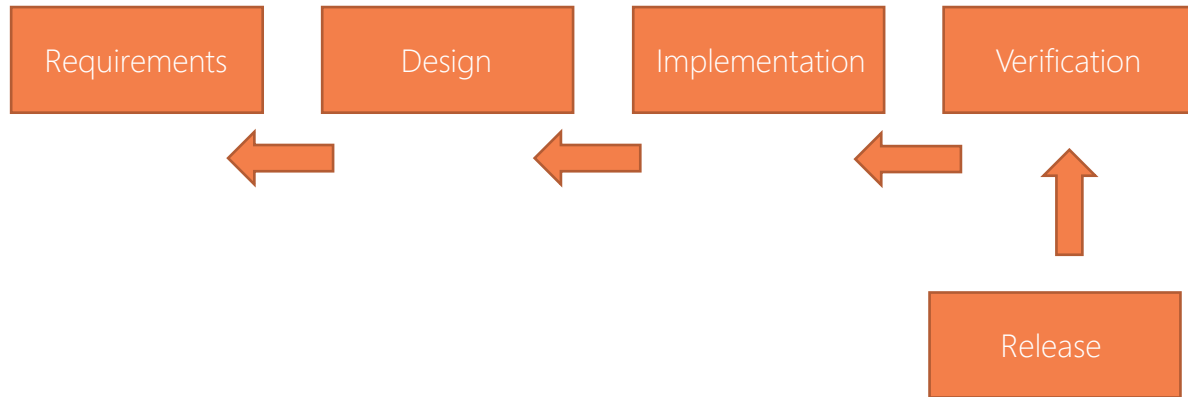 Requirements
Design
Implementation
Verification
Release